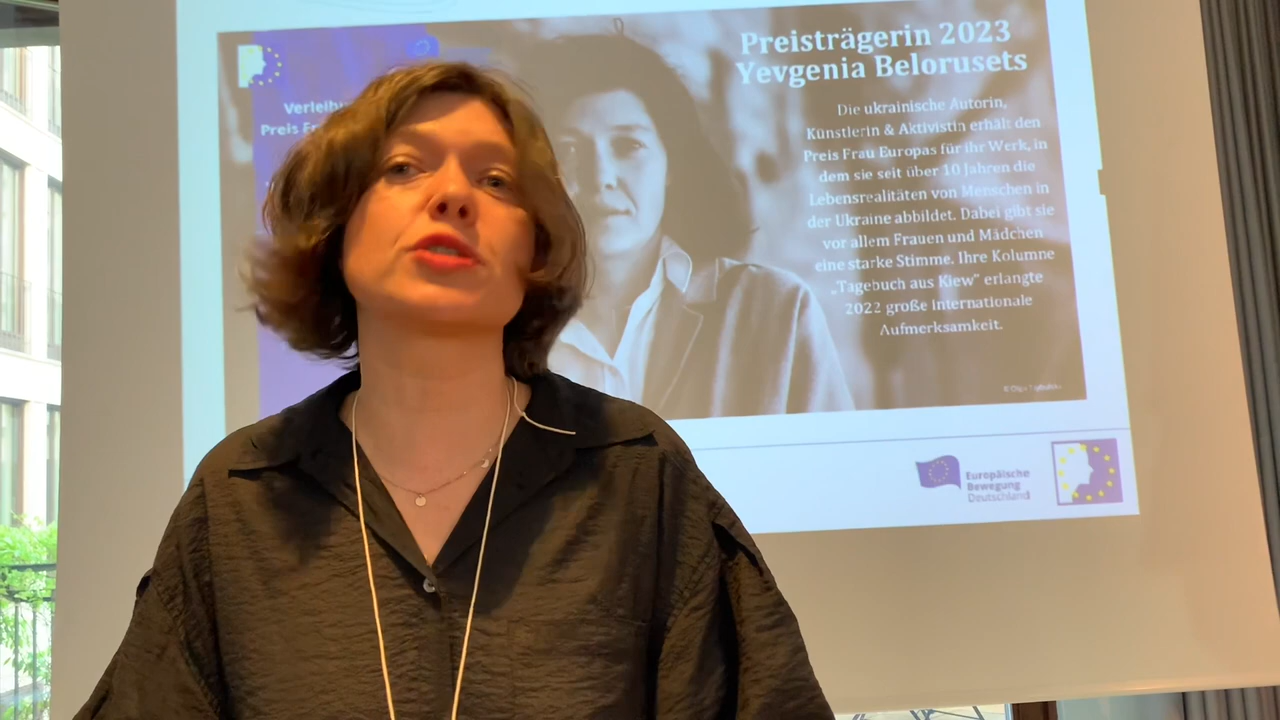 Preisträgerin 2023
Yevgenia Belorusets
Verleihu
Preis Fr
Die ukrainische Autorin,
Künstlerin & Aktivistin erhält den
Preis Frau Europas für ihr Werk, in
dem sie seit über 10 Jahren die
Lebensrealitäten von Menschen in
der Ukraine abbildet. Dabei gibt sie
vor allem Frauen und Mädchen
eine starke Stimme. Ihre Kolumne
„Tagebuch aus Kiew“ erlangte
2022 große internationale
Aufmerksamkeit.
Europäische
Bewegung
Deutschland